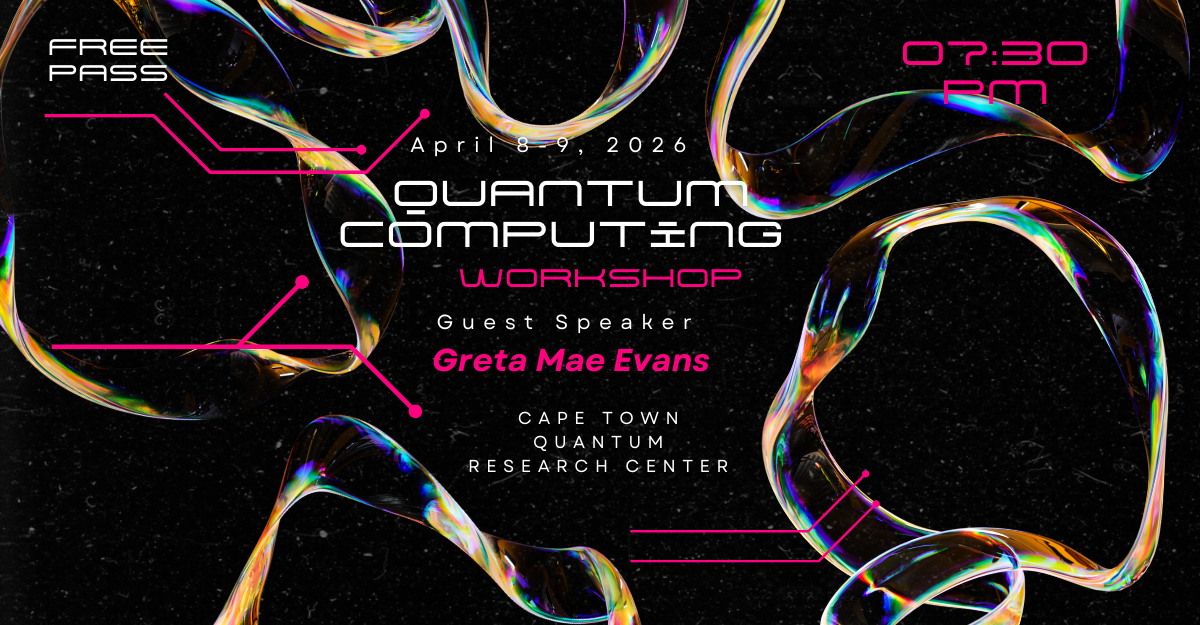 FREE
PASS
07:30
PM
April 8-9, 2026
QUANTUM
COMPUTING
WORKSHOP
Guest Speaker
Greta Mae Evans
CAPE TOWN
QUANTUM
RESEARCH CENTER